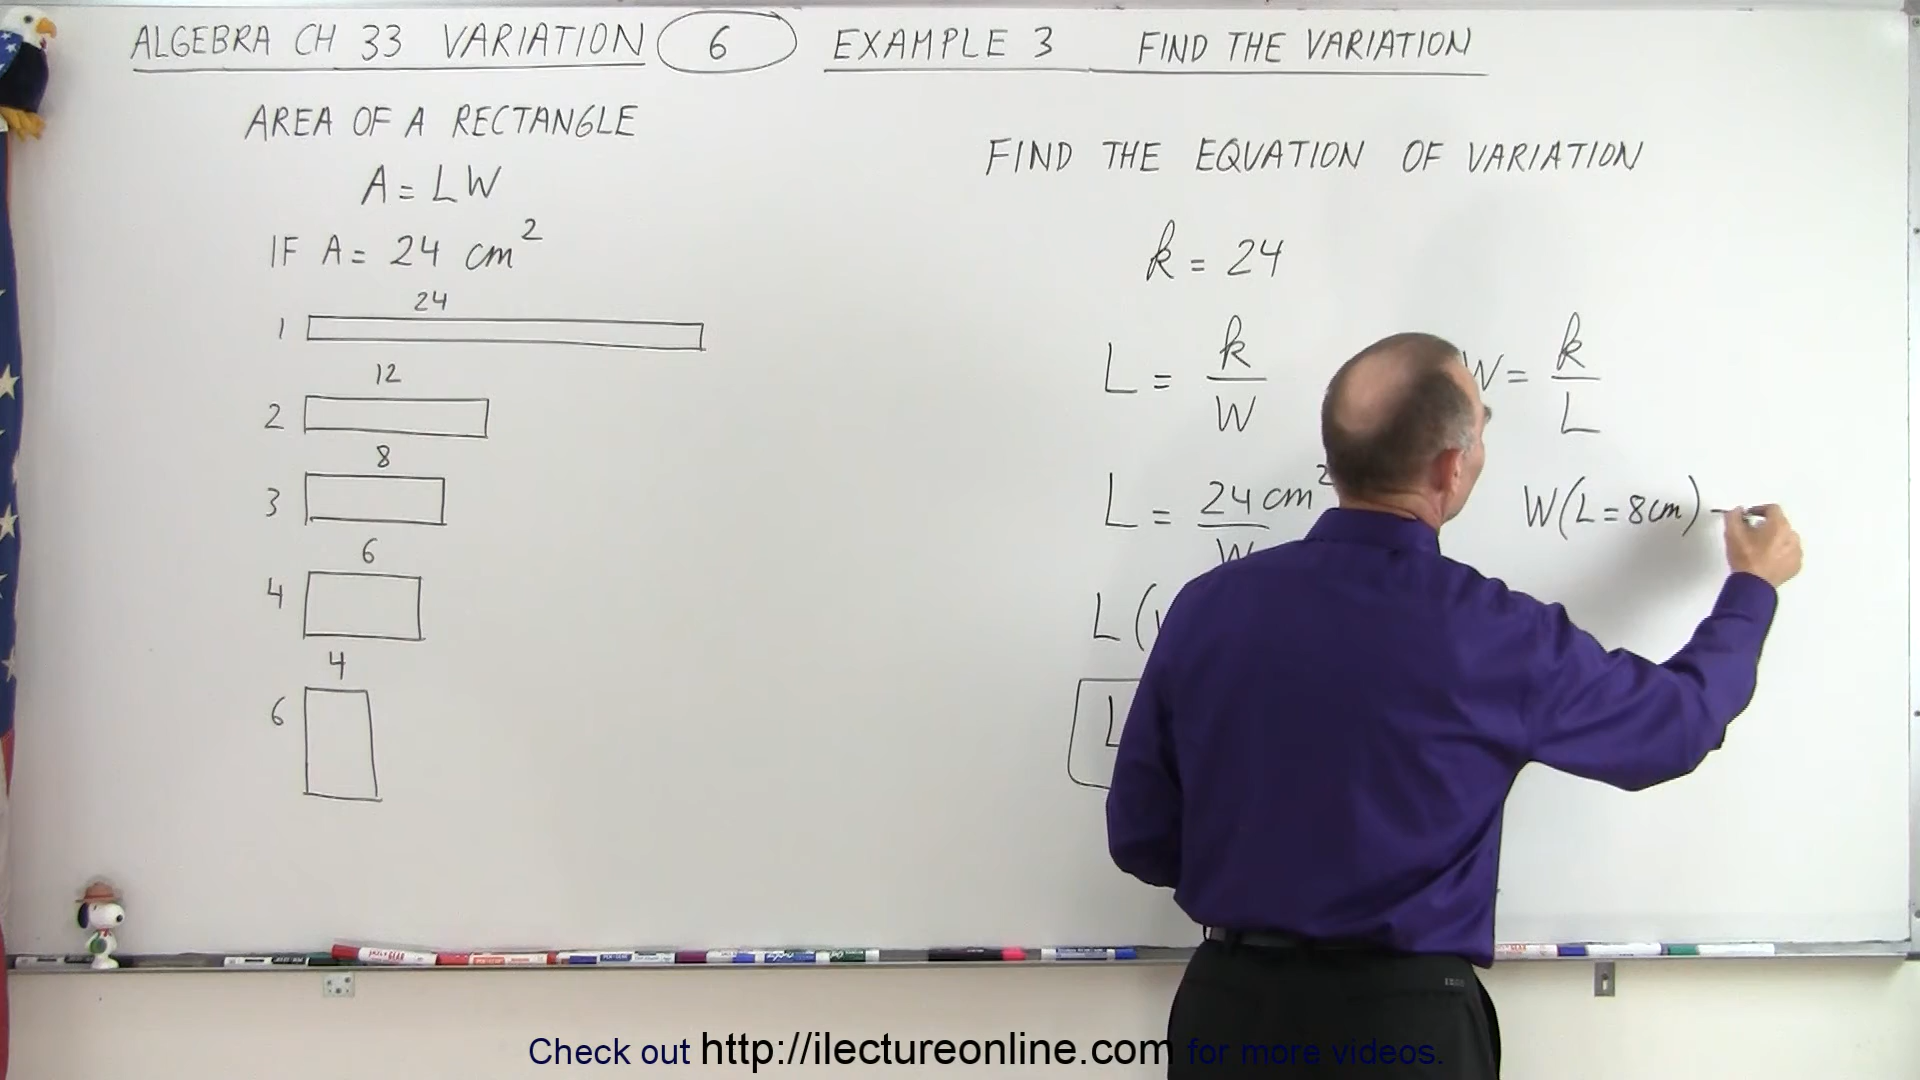 ALGEBRA CH 33 VARIATION 6 EXAMPLE 3 FIND THE VARIATION
AREA OF A RECTANGLE
A = LW
IF A = 24 cm²
24
1
12
2
8
3
6
4
4
6
FIND THE EQUATION OF VARIATION
k = 24
L = k/W
W = k/L
L = 24 cm²/W
W(L = 8cm)
L(
L
Check out http://ilectureonline.com for more videos.